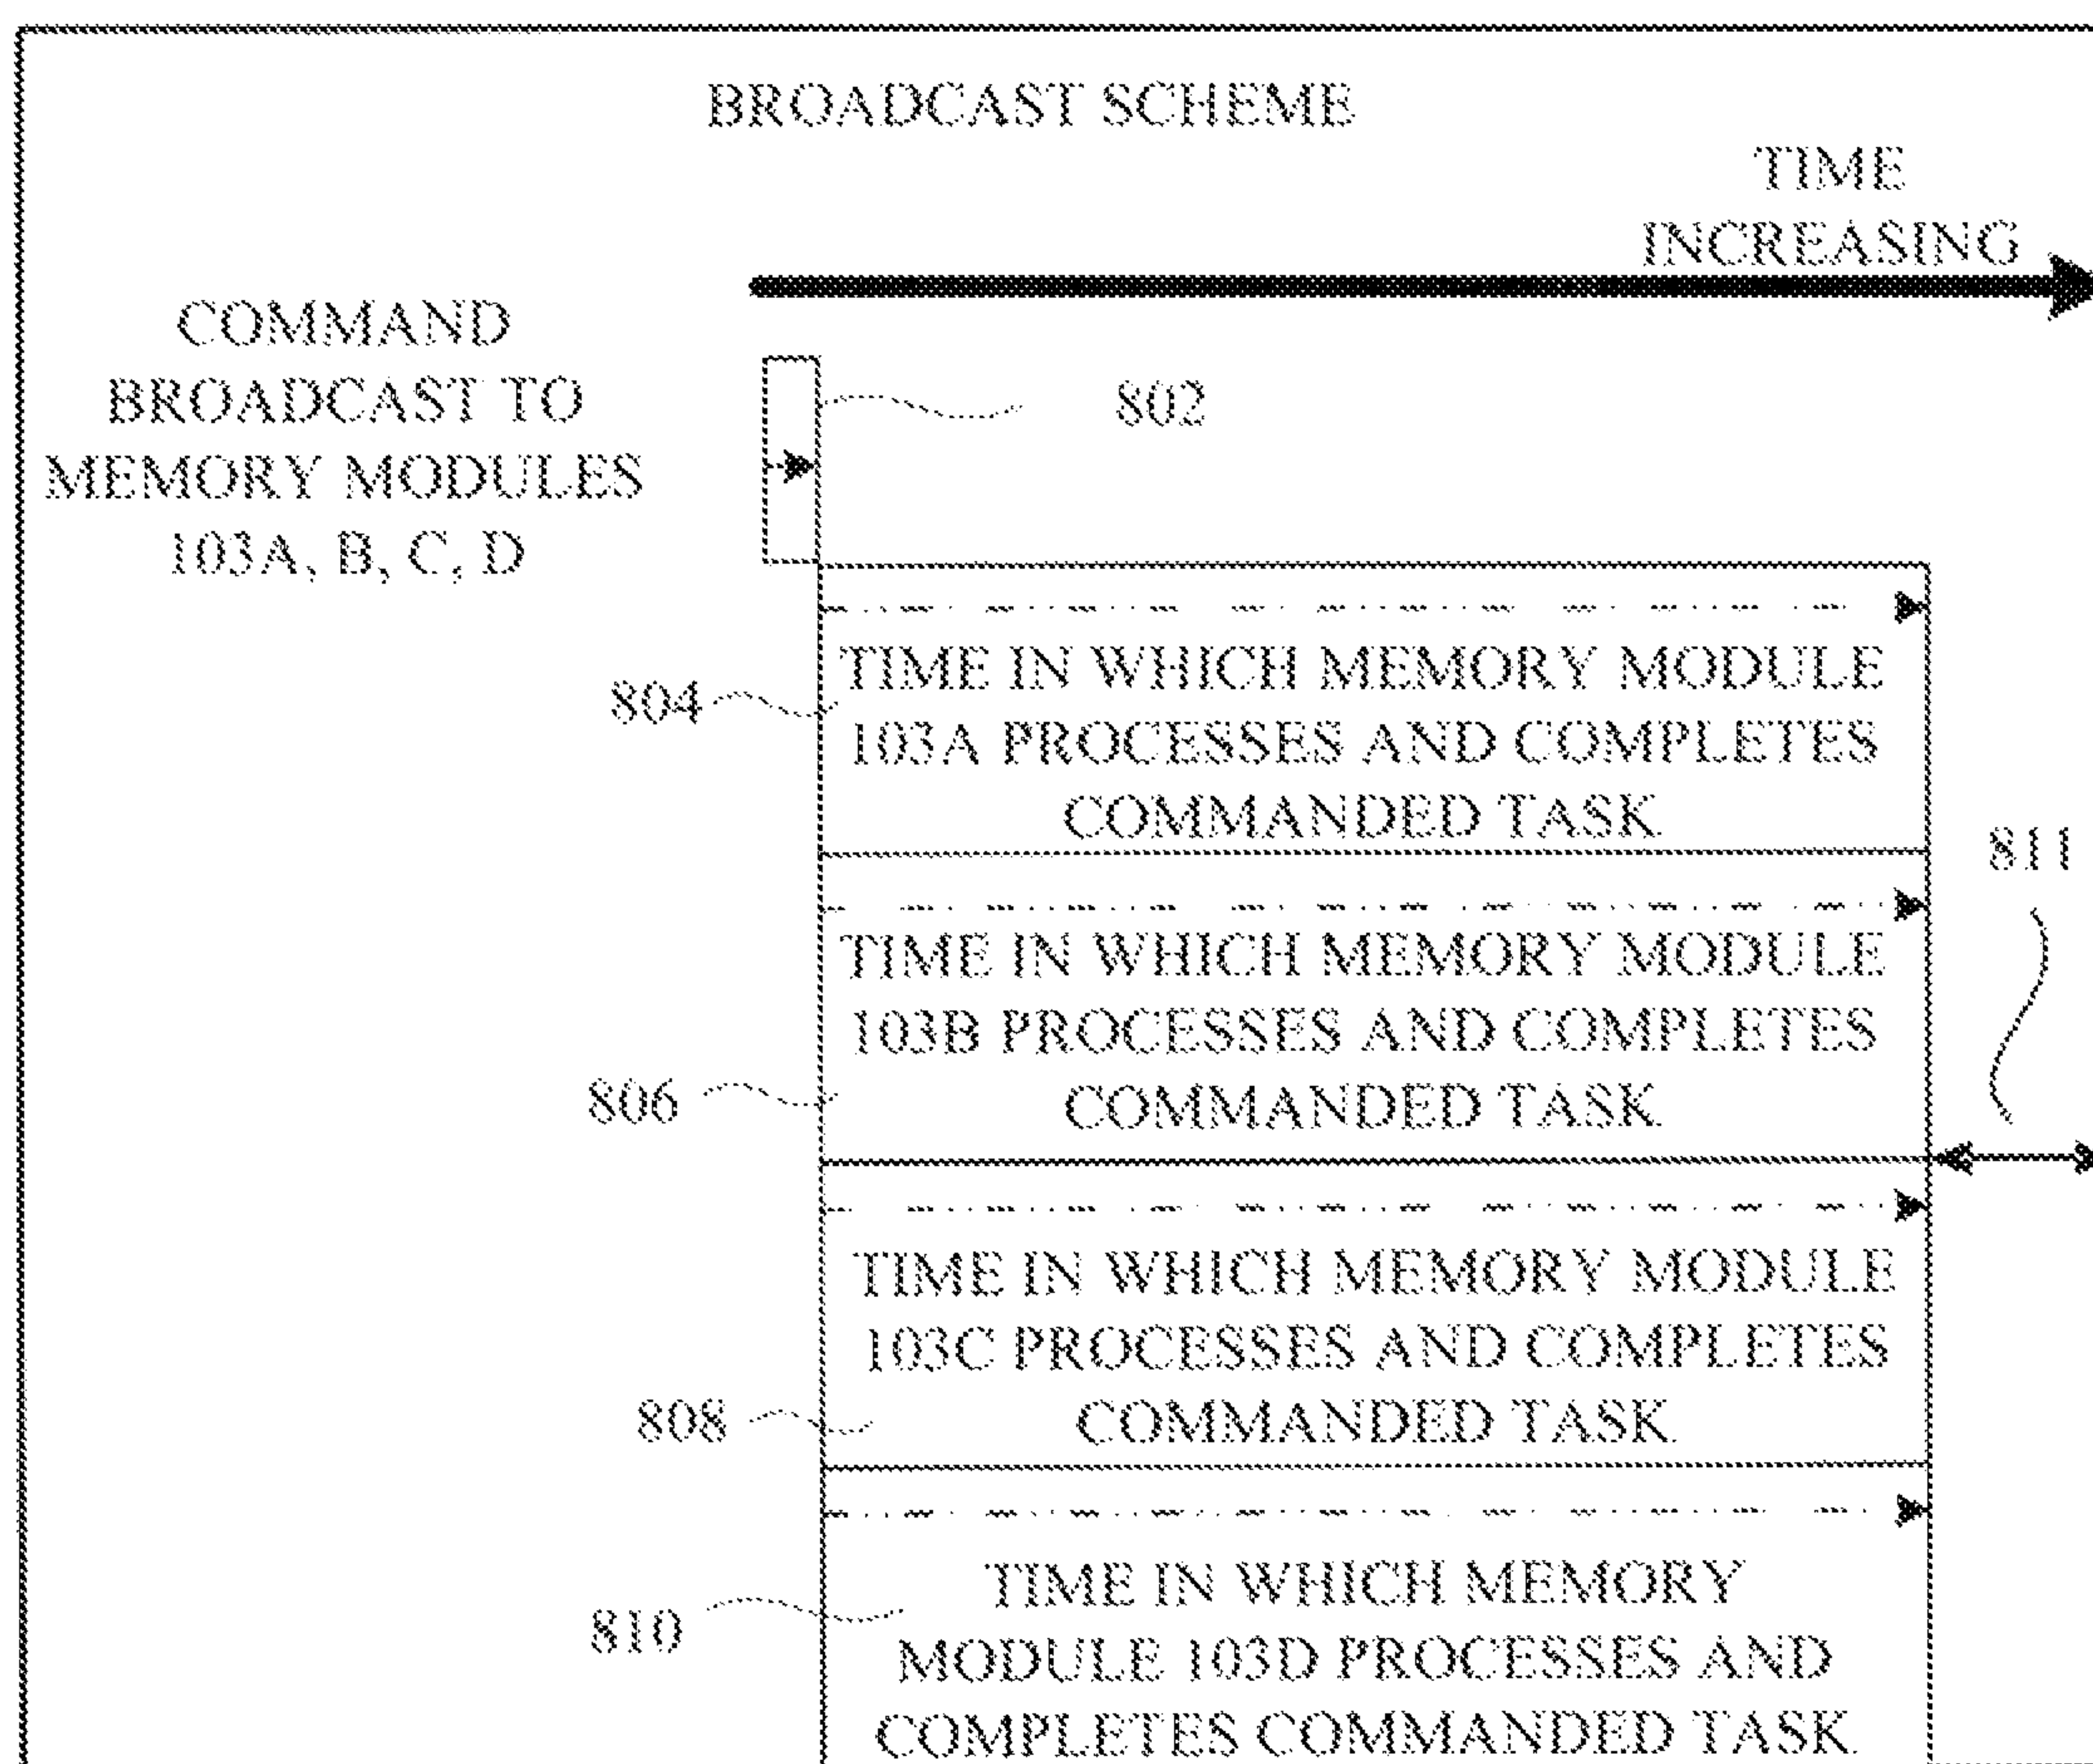 BROADCAST SCHEME
TIME
INCREASING
COMMAND
BROADCAST TO
MEMORY MODULES
103A, B, C, D
802
804
TIME IN WHICH MEMORY MODULE
103A PROCESSES AND COMPLETES
COMMANDED TASK
811
806
TIME IN WHICH MEMORY MODULE
103B PROCESSES AND COMPLETES
COMMANDED TASK
808
TIME IN WHICH MEMORY MODULE
103C PROCESSES AND COMPLETES
COMMANDED TASK
810
TIME IN WHICH MEMORY
MODULE 103D PROCESSES AND
COMPLETES COMMANDED TASK